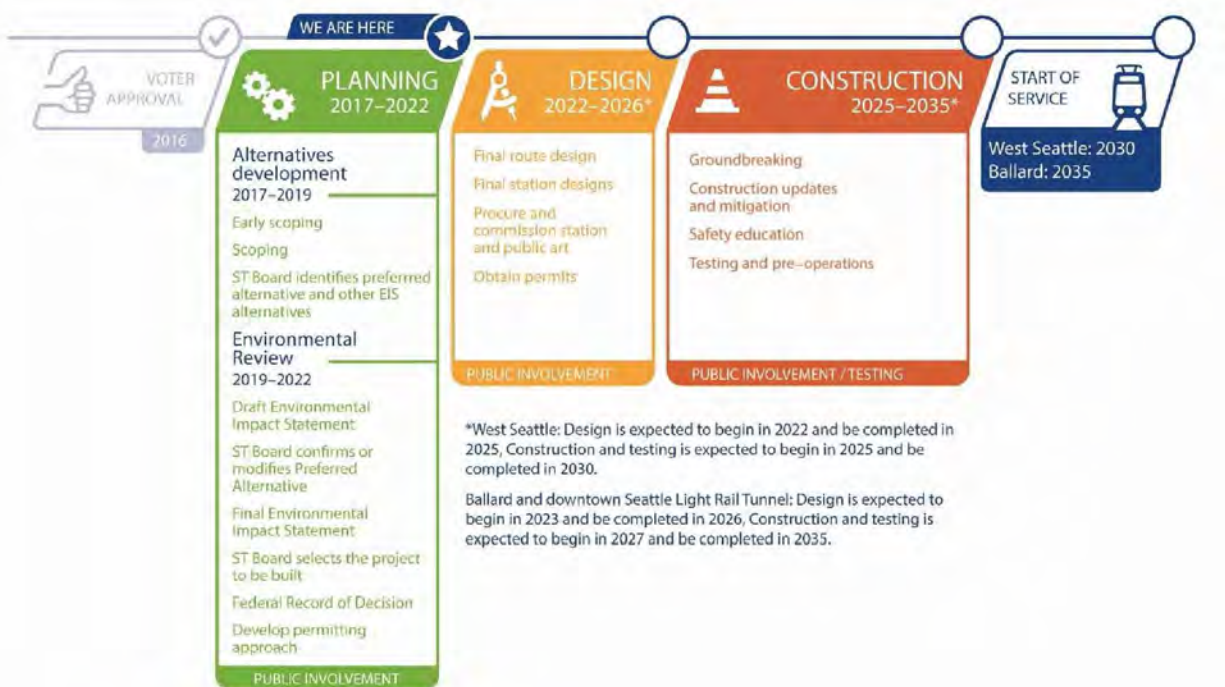 WE ARE HERE
VOTER
APPROVAL
2016
PLANNING
2017–2022
Alternatives
development
2017–2019
Early scoping
Scoping
ST Board identifies preferred
alternative and other EIS
alternatives
Environmental
Review
2019–2022
Draft Environmental
Impact Statement
ST Board confirms or
modifies Preferred
Alternative
Final Environmental
Impact Statement
ST Board selects the project
to be built
Federal Record of Decision
Develop permitting
approach
PUBLIC INVOLVEMENT
DESIGN
2022–2026*
Final route design
Final station designs
Procure and
commission station
and public art
Obtain permits
PUBLIC INVOLVEMENT
CONSTRUCTION
2025–2035*
Groundbreaking
Construction updates
and mitigation
Safety education
Testing and pre–operations
PUBLIC INVOLVEMENT / TESTING
START OF
SERVICE
West Seattle: 2030
Ballard: 2035
*West Seattle: Design is expected to begin in 2022 and be completed in
2025, Construction and testing is expected to begin in 2025 and be
completed in 2030.
Ballard and downtown Seattle Light Rail Tunnel: Design is expected to
begin in 2023 and be completed in 2026, Construction and testing is
expected to begin in 2027 and be completed in 2035.